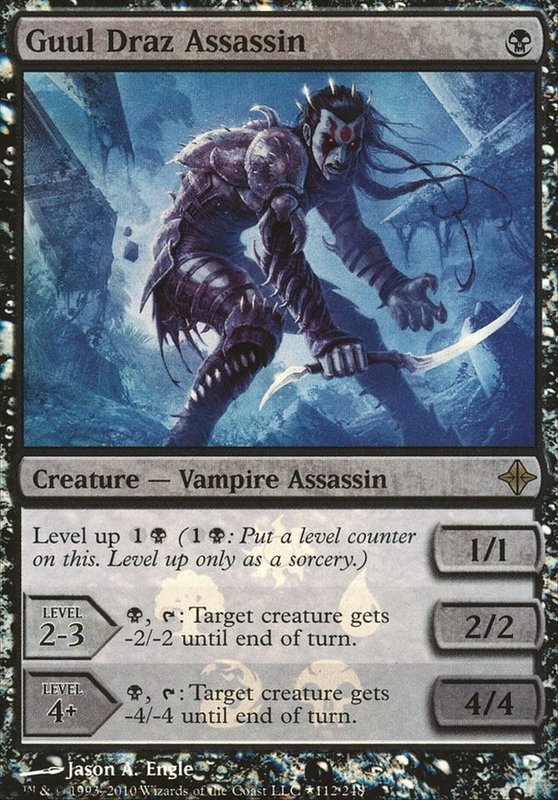 Guul Draz Assassin
Creature — Vampire Assassin
Level up 1 (1: Put a level counter
on this. Level up only as a sorcery.)
1/1
LEVEL
2-3
, : Target creature gets
-2/-2 until end of turn.
2/2
LEVEL
4+
, : Target creature gets
-4/-4 until end of turn.
4/4
Jason A. Engle
™ & © 1993–2010 Wizards of the Coast LLC ★112/248